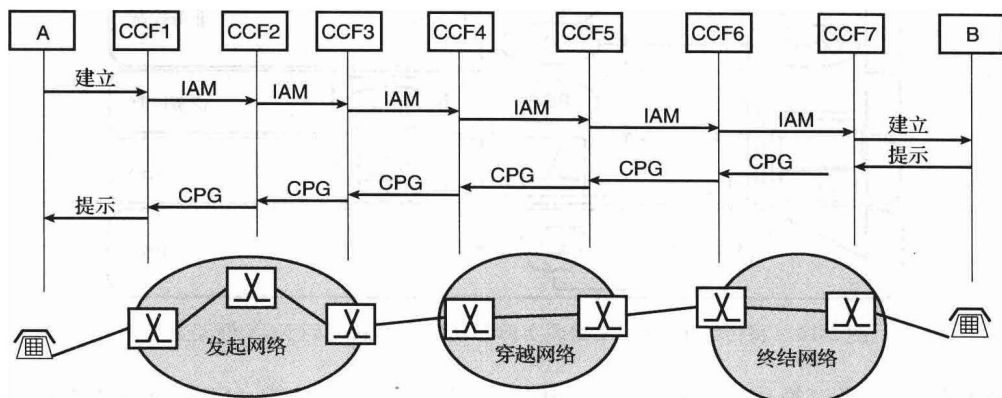 A CCF1 CCF2 CCF3 CCF4 CCF5 CCF6 CCF7 B
建立 IAM IAM IAM IAM IAM IAM 建立
提示 CPG CPG CPG CPG CPG CPG 提示
发起网络 穿越网络 终结网络